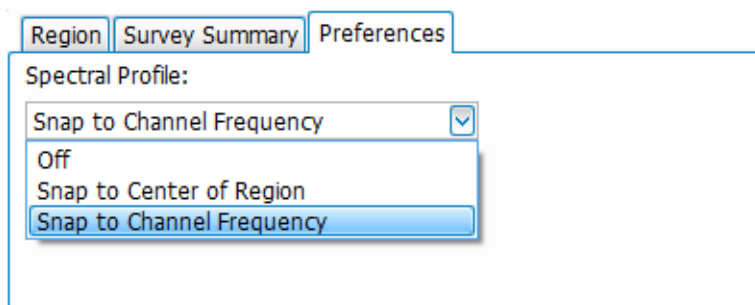 Region Survey Summary Preferences
Spectral Profile:
Snap to Channel Frequency
Off
Snap to Center of Region
Snap to Channel Frequency